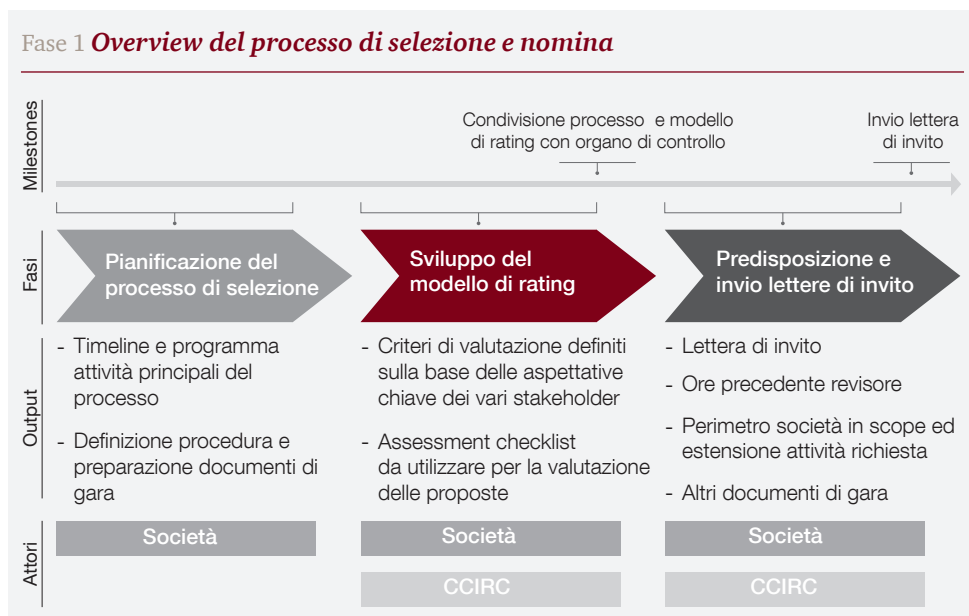 Fase 1 Overview del processo di selezione e nomina
Milestones
Condivisione processo e modello
di rating con organo di controllo
Invio lettera
di invito
Fasi
Pianificazione del
processo di selezione
Sviluppo del
modello di rating
Predisposizione e
invio lettere di invito
Output
- Timeline e programma
attività principali del
processo
- Definizione procedura e
preparazione documenti di
gara
- Criteri di valutazione definiti
sulla base delle aspettative
chiave dei vari stakeholder
- Assessment checklist
da utilizzare per la valutazione
delle proposte
- Lettera di invito
- Ore precedente revisore
- Perimetro società in scope ed
estensione attività richiesta
- Altri documenti di gara
Attori
Società
Società
Società
CCIRC
CCIRC